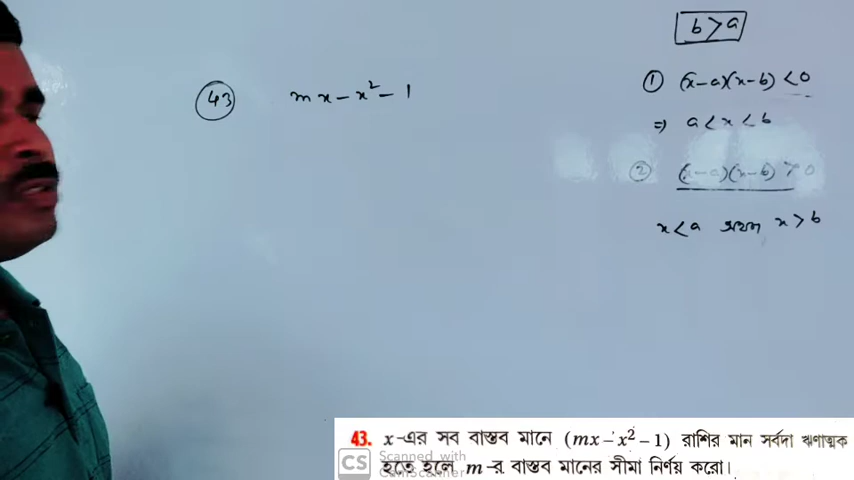 b>a
43 mx-x²-1
① (x-a)(x-b) <0
⇒ a<x<b
② (x-a)(x-b) >0
x<a অথবা x>b
43. x-এর সব বাস্তব মানে (mx-x²-1) রাশির মান সর্বদা ঋণাত্মক
হতে হলে m-র বাস্তব মানের সীমা নির্ণয় করো।
CS Scanned with
CamScanner